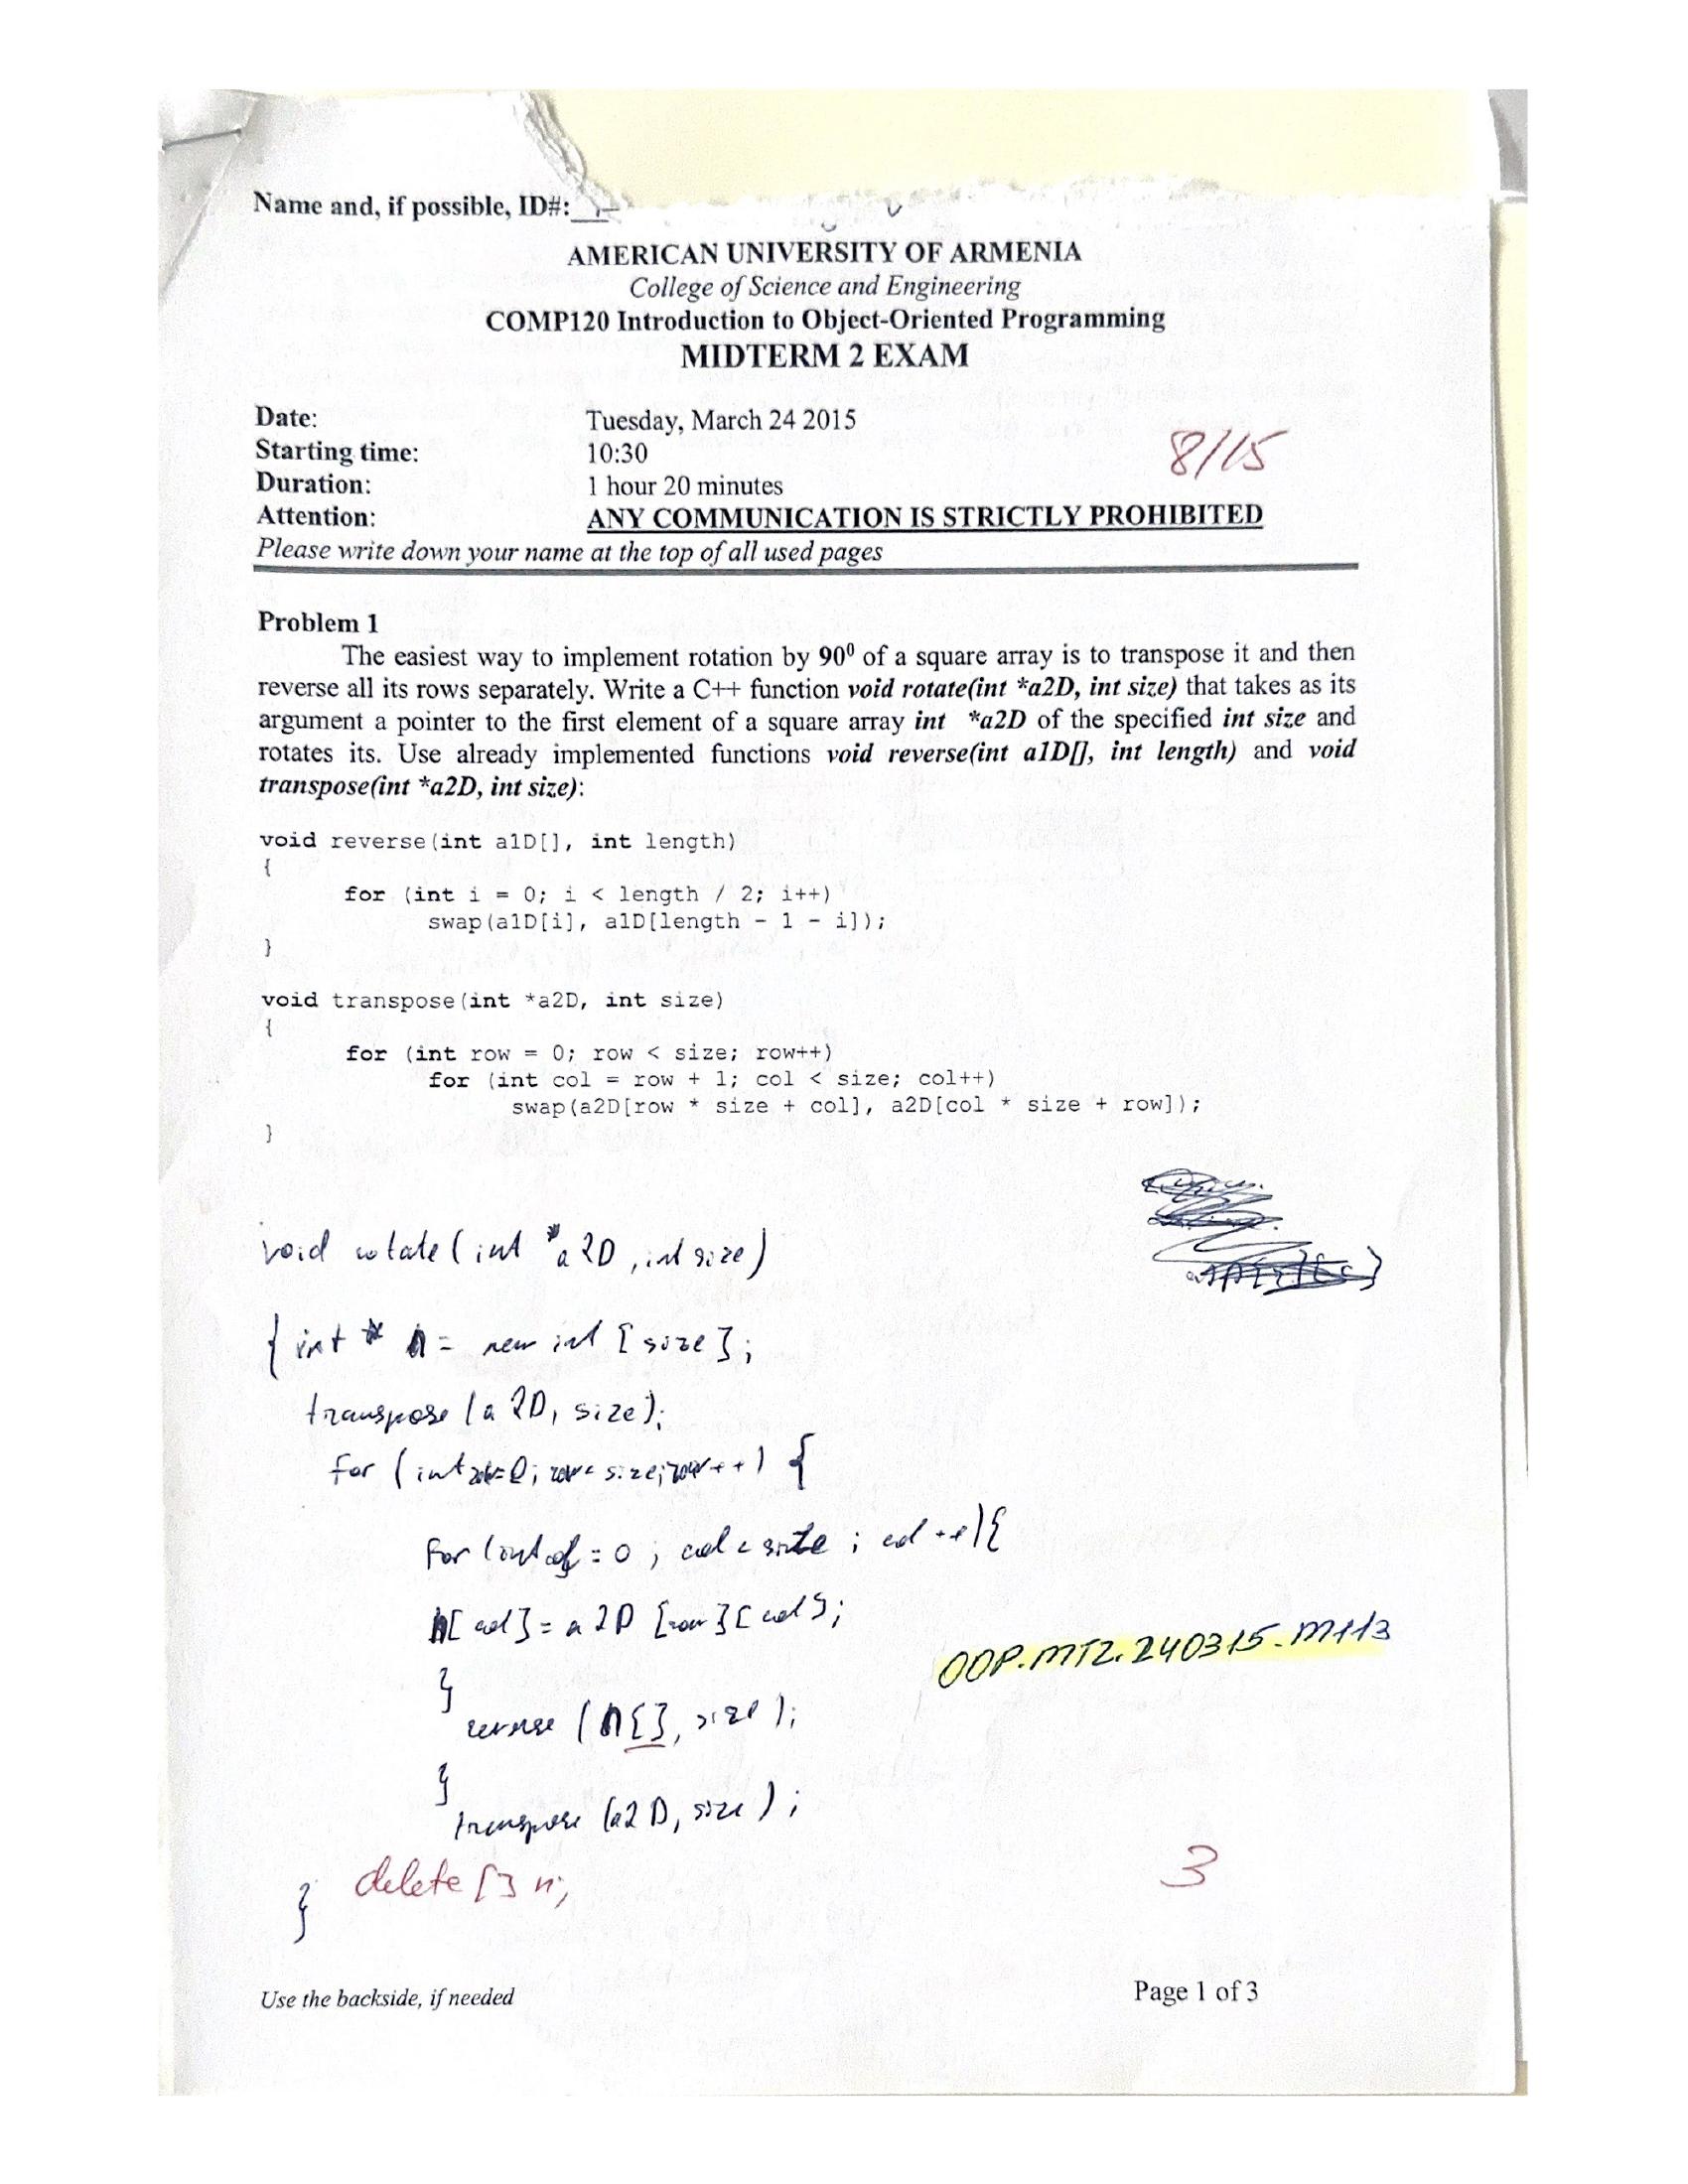 Name and, if possible, ID#:
AMERICAN UNIVERSITY OF ARMENIA
College of Science and Engineering
COMP120 Introduction to Object-Oriented Programming
MIDTERM 2 EXAM
Date: Tuesday, March 24 2015
Starting time: 10:30
8/15
Duration: 1 hour 20 minutes
Attention: ANY COMMUNICATION IS STRICTLY PROHIBITED
Please write down your name at the top of all used pages
Problem 1
The easiest way to implement rotation by 90⁰ of a square array is to transpose it and then
reverse all its rows separately. Write a C++ function void rotate(int *a2D, int size) that takes as its
argument a pointer to the first element of a square array int *a2D of the specified int size and
rotates its. Use already implemented functions void reverse(int a1D[], int length) and void
transpose(int *a2D, int size):
void reverse(int a1D[], int length)
{
for (int i = 0; i < length / 2; i++)
swap(a1D[i], a1D[length - 1 - i]);
}
void transpose(int *a2D, int size)
{
for (int row = 0; row < size; row++)
for (int col = row + 1; col < size; col++)
swap(a2D[row * size + col], a2D[col * size + row]);
}
void rotate (int *a2D, int size)
{ int * n = new int [size];
transpose (a2D, size);
for (int row=0; row< size; row++) {
for (int col = 0 ; col < size ; col ++) {
n[col] = a2D [row][col];
}
OOP.MT2.240315.M113
reverse (n[], size);
}
transpose (a2D, size);
delete [] n;
3
}
Use the backside, if needed
Page 1 of 3